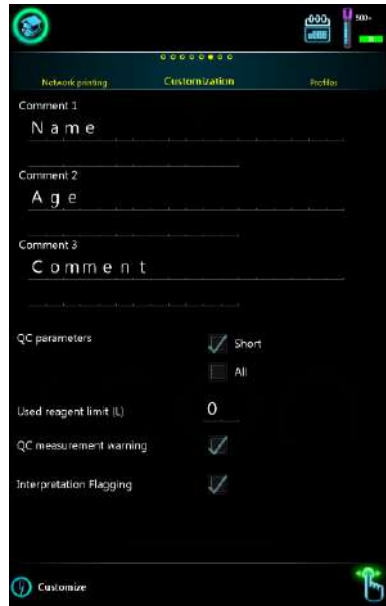 500+
Network printing Customization Profiles
Comment 1
Name
Comment 2
Age
Comment 3
Comment
QC parameters
Short
All
Used reagent limit (L) 0
QC measurement warning
Interpretation Flagging
Customize